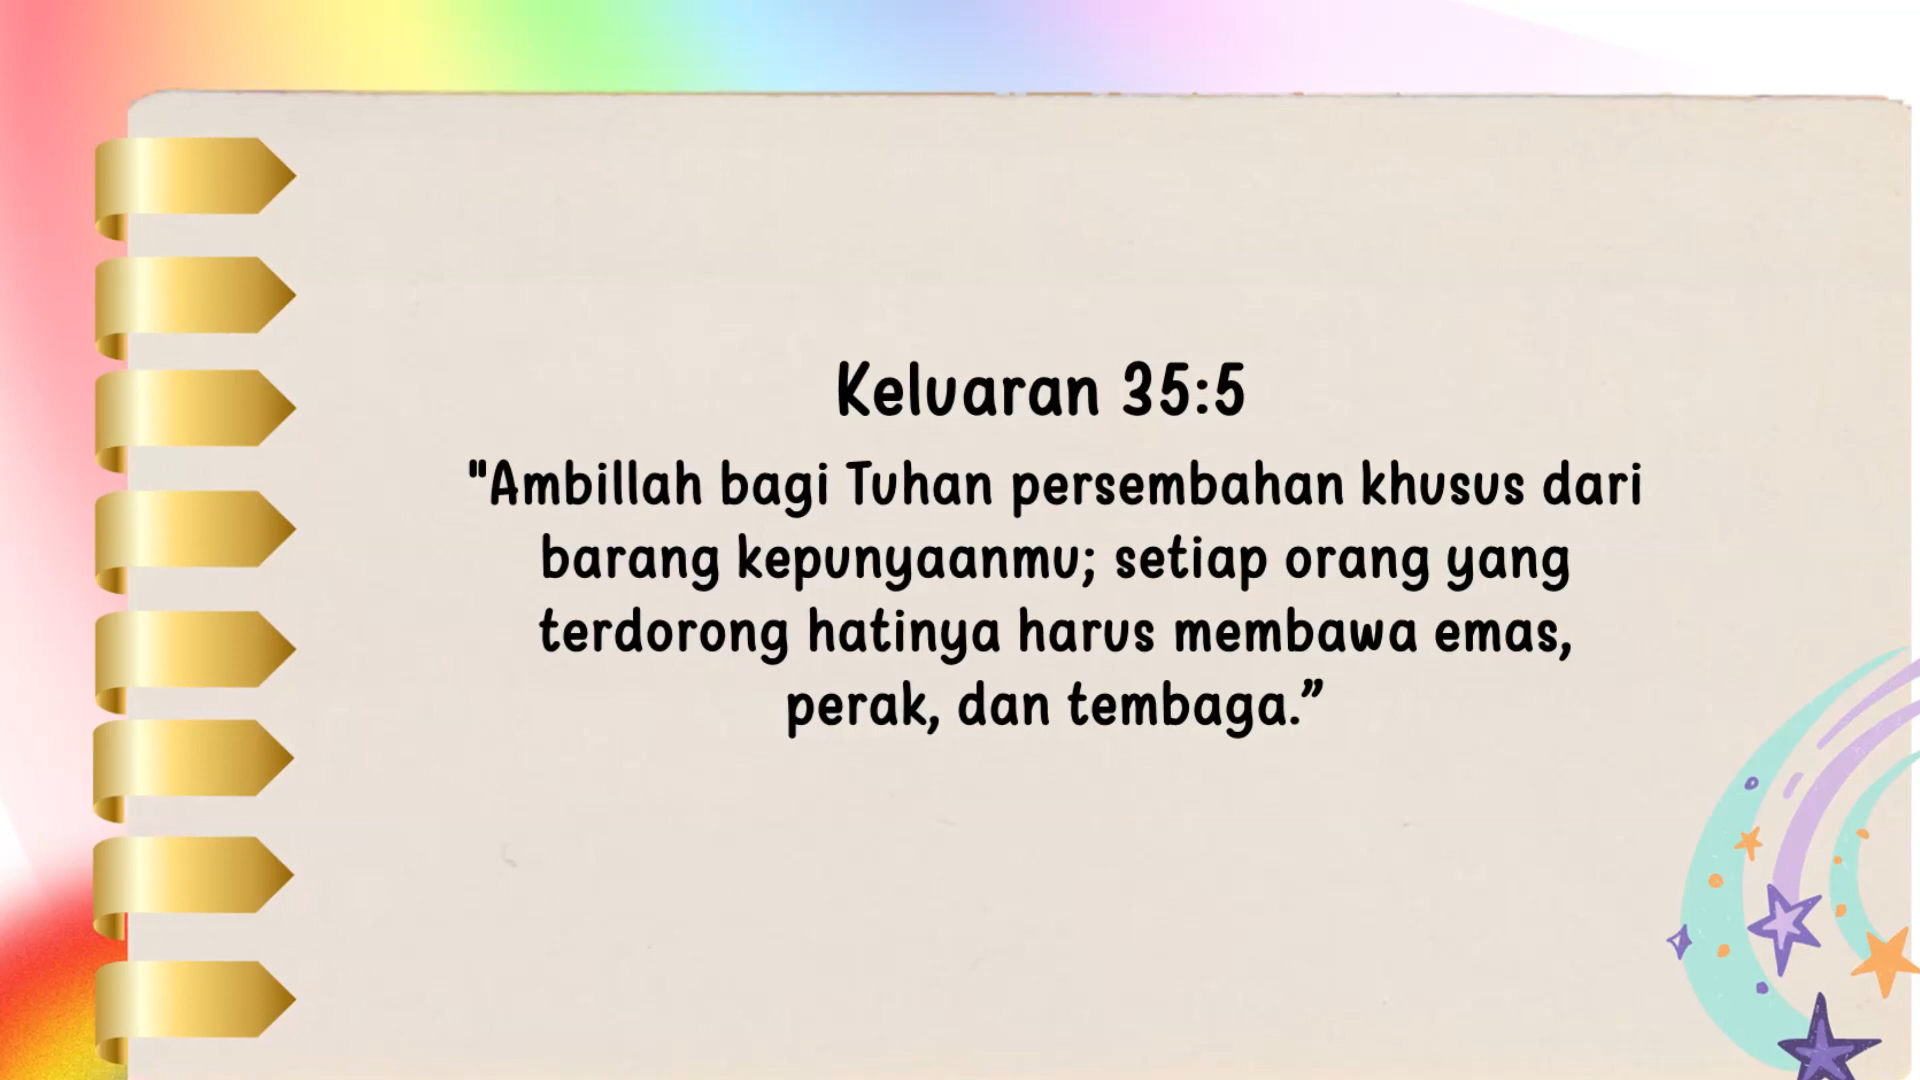 Keluaran 35:5
"Ambillah bagi Tuhan persembahan khusus dari
barang kepunyaanmu; setiap orang yang
terdorong hatinya harus membawa emas,
perak, dan tembaga.”